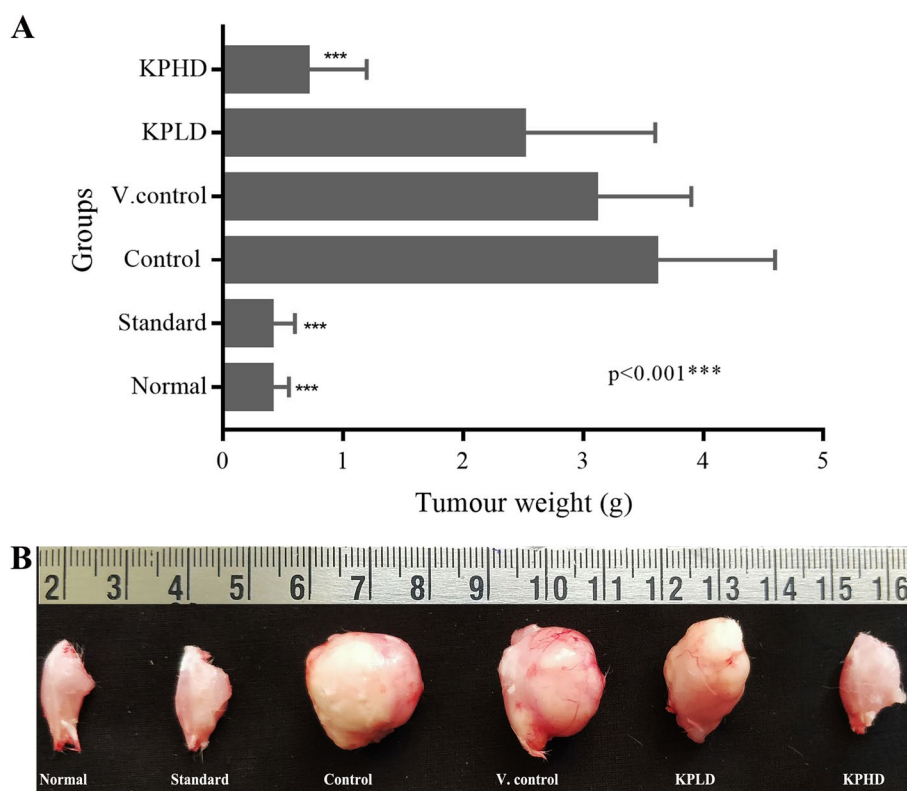 A
KPHD
***
KPLD
V.control
Control
Standard
***
Normal
***
Groups
p<0.001***
0 1 2 3 4 5
Tumour weight (g)
B
2 3 4 5 6 7 8 9 10 11 12 13 14 15 16
Normal Standard Control V. control KPLD KPHD